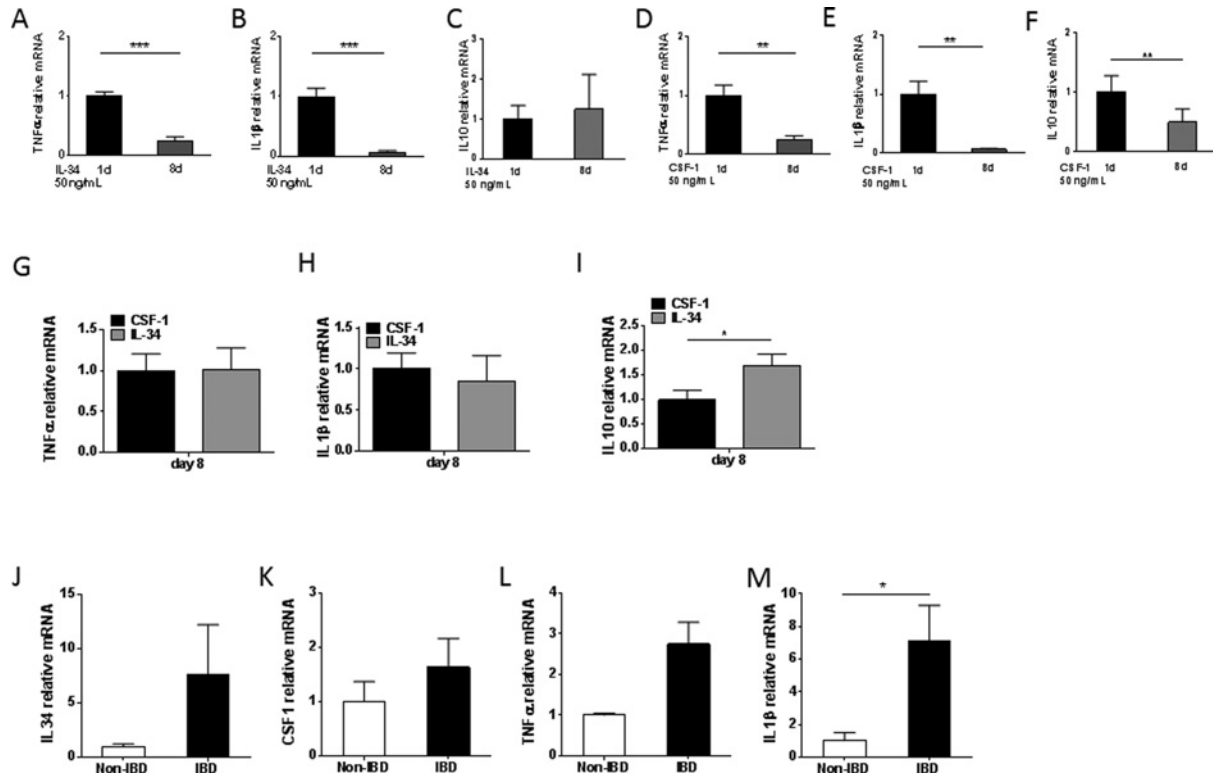 A
TNFα relative mRNA
2
1
0
***
IL-34 1d 8d
50 ng/mL
B
IL1β relative mRNA
2
1
0
***
IL-34 1d 8d
50 ng/mL
C
IL10 relative mRNA
3
2
1
0
IL-34 1d 8d
50 ng/mL
D
TNFα relative mRNA
2
1
0
**
CSF-1 1d 8d
50 ng/mL
E
IL1β relative mRNA
2
1
0
**
CSF-1 1d 8d
50 ng/mL
F
IL10 relative mRNA
2
1
0
**
CSF-1 1d 8d
50 ng/mL
G
CSF-1
IL-34
TNFα relative mRNA
1.5
1.0
0.5
0.0
day 8
H
CSF-1
IL-34
IL1β relative mRNA
1.5
1.0
0.5
0.0
day 8
I
CSF-1
IL-34
IL10 relative mRNA
2.5
2.0
1.5
1.0
0.5
0.0
*
day 8
J
IL34 relative mRNA
15
10
5
0
Non-IBD IBD
K
CSF1 relative mRNA
3
2
1
0
Non-IBD IBD
L
TNFα relative mRNA
4
3
2
1
0
Non-IBD IBD
M
IL1β relative mRNA
10
8
6
4
2
0
*
Non-IBD IBD